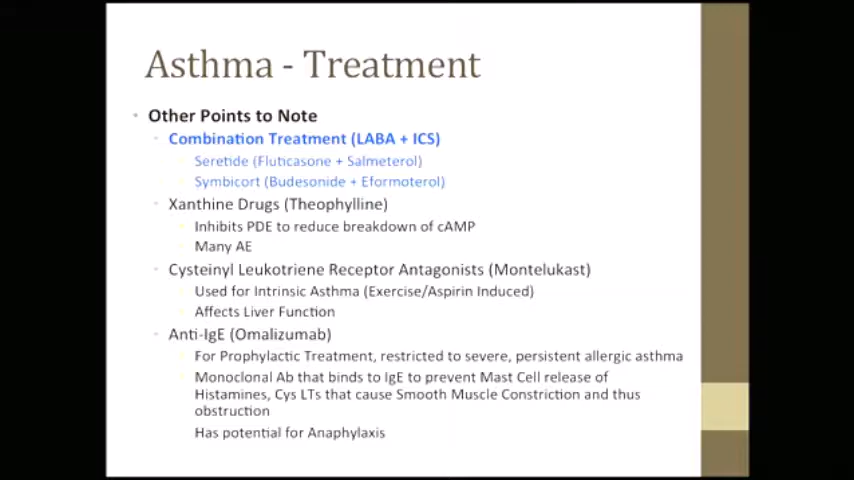 Asthma - Treatment
Other Points to Note
Combination Treatment (LABA + ICS)
Seretide (Fluticasone + Salmeterol)
Symbicort (Budesonide + Eformoterol)
Xanthine Drugs (Theophylline)
Inhibits PDE to reduce breakdown of cAMP
Many AE
Cysteinyl Leukotriene Receptor Antagonists (Montelukast)
Used for Intrinsic Asthma (Exercise/Aspirin Induced)
Affects Liver Function
Anti-IgE (Omalizumab)
For Prophylactic Treatment, restricted to severe, persistent allergic asthma
Monoclonal Ab that binds to IgE to prevent Mast Cell release of
Histamines, Cys LTs that cause Smooth Muscle Constriction and thus
obstruction
Has potential for Anaphylaxis